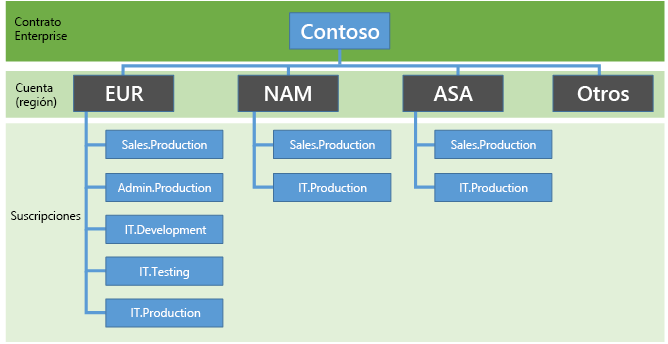 Contrato
Enterprise
Contoso
Cuenta
(región)
EUR
NAM
ASA
Otros
Suscripciones
Sales.Production
Admin.Production
IT.Development
IT.Testing
IT.Production
Sales.Production
IT.Production
Sales.Production
IT.Production